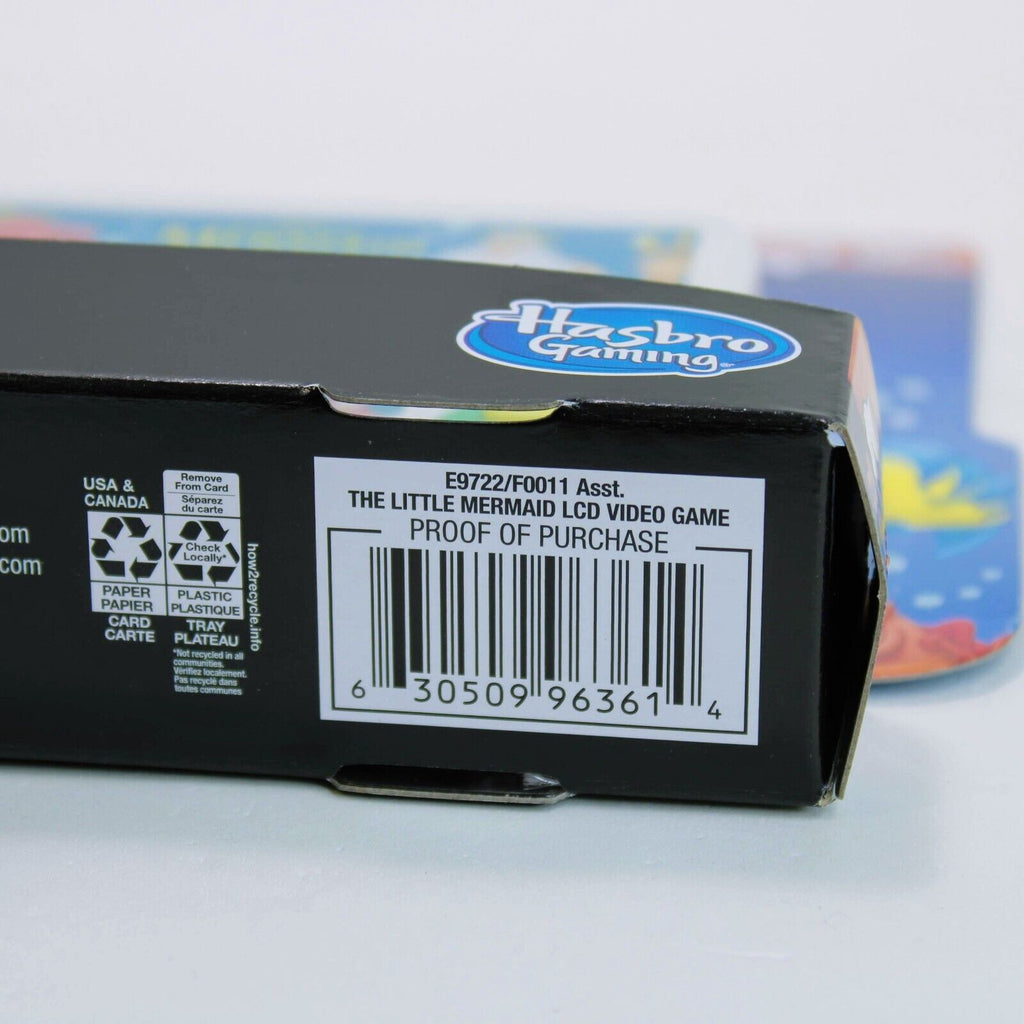 Hasbro
Gaming
USA &
CANADA
Remove
From Card
Séparez
du carte
Check
Locally*
PAPER
PAPIER
CARD
CARTE
PLASTIC
PLASTIQUE
TRAY
PLATEAU
*Not recycled in all
communities.
Vérifiez localement.
Pas recyclé dans
toutes communes
how2recycle.info
om
com
E9722/F0011 Asst.
THE LITTLE MERMAID LCD VIDEO GAME
PROOF OF PURCHASE
6 30509 96361 4